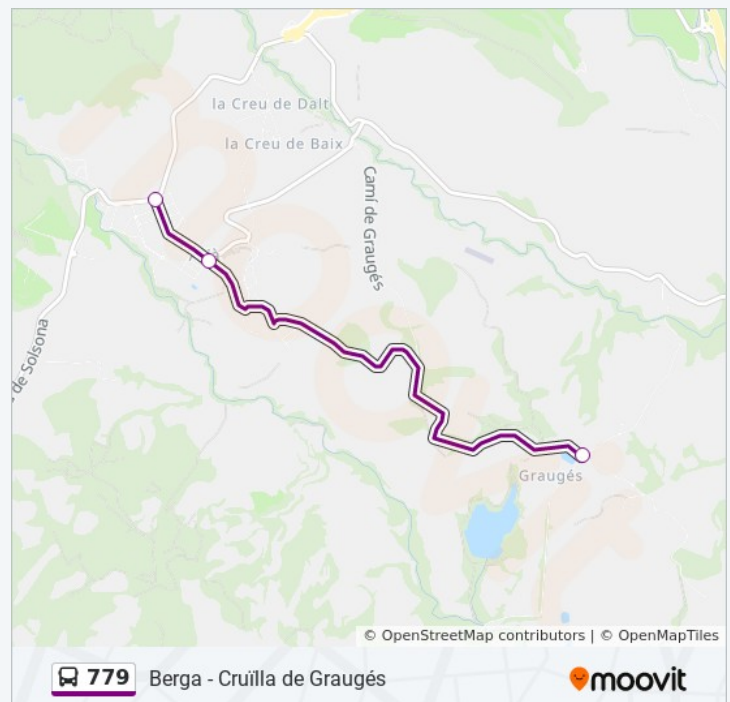 la Creu de Dalt
la Creu de Baix
Camí de Graugés
de Solsona
Graugés
© OpenStreetMap contributors | © OpenMapTiles
779 Berga - Cruïlla de Graugés
moovit